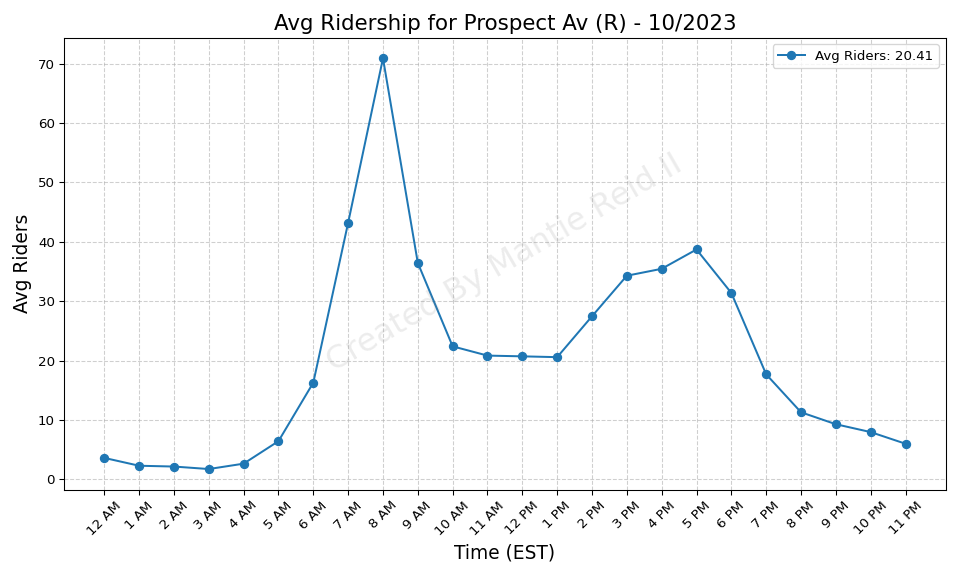 Avg Ridership for Prospect Av (R) - 10/2023
Avg Riders: 20.41
Avg Riders
70
60
50
40
30
20
10
0
Created By Mantie Reid II
12 AM
1 AM
2 AM
3 AM
4 AM
5 AM
6 AM
7 AM
8 AM
9 AM
10 AM
11 AM
12 PM
1 PM
2 PM
3 PM
4 PM
5 PM
6 PM
7 PM
8 PM
9 PM
10 PM
11 PM
Time (EST)